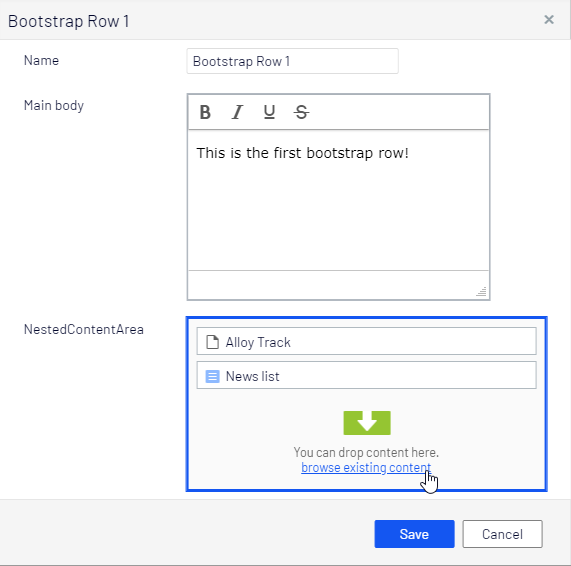 Bootstrap Row 1
×
Name
Bootstrap Row 1
Main body
B I U S
This is the first bootstrap row!
NestedContentArea
Alloy Track
News list
You can drop content here.
browse existing content
Save
Cancel